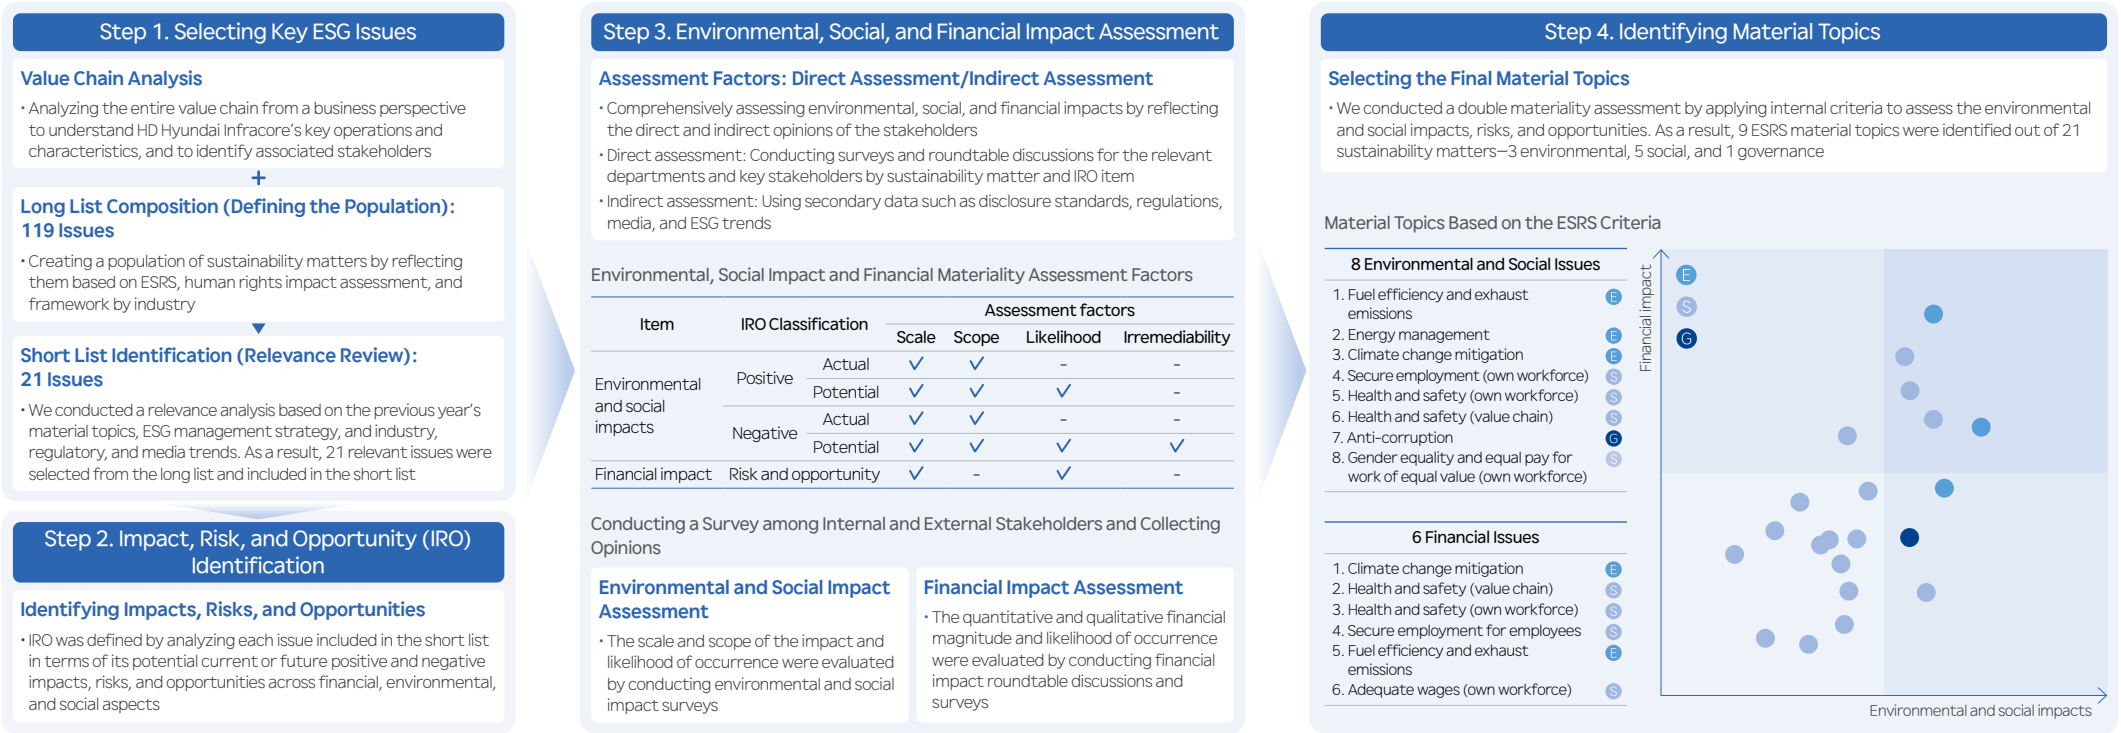 Step 1. Selecting Key ESG Issues
Value Chain Analysis
• Analyzing the entire value chain from a business perspective
to understand HD Hyundai Infracore's key operations and
characteristics, and to identify associated stakeholders
+
Long List Composition (Defining the Population):
119 Issues
• Creating a population of sustainability matters by reflecting
them based on ESRS, human rights impact assessment, and
framework by industry
Short List Identification (Relevance Review):
21 Issues
• We conducted a relevance analysis based on the previous year's
material topics, ESG management strategy, and industry,
regulatory, and media trends. As a result, 21 relevant issues were
selected from the long list and included in the short list
Step 2. Impact, Risk, and Opportunity (IRO)
Identification
Identifying Impacts, Risks, and Opportunities
• IRO was defined by analyzing each issue included in the short list
in terms of its potential current or future positive and negative
impacts, risks, and opportunities across financial, environmental,
and social aspects
Step 3. Environmental, Social, and Financial Impact Assessment
Assessment Factors: Direct Assessment/Indirect Assessment
• Comprehensively assessing environmental, social, and financial impacts by reflecting
the direct and indirect opinions of the stakeholders
• Direct assessment: Conducting surveys and roundtable discussions for the relevant
departments and key stakeholders by sustainability matter and IRO item
• Indirect assessment: Using secondary data such as disclosure standards, regulations,
media, and ESG trends
Environmental, Social Impact and Financial Materiality Assessment Factors
Item IRO Classification Assessment factors
Scale Scope Likelihood Irremediability
Environmental
and social
impacts
Positive
Actual ✓ ✓ - -
Potential ✓ ✓ ✓ -
Negative
Actual ✓ ✓ - -
Potential ✓ ✓ ✓ ✓
Financial impact Risk and opportunity ✓ - ✓ -
Conducting a Survey among Internal and External Stakeholders and Collecting
Opinions
Environmental and Social Impact
Assessment
• The scale and scope of the impact and
likelihood of occurrence were evaluated
by conducting environmental and social
impact surveys
Financial Impact Assessment
• The quantitative and qualitative financial
magnitude and likelihood of occurrence
were evaluated by conducting financial
impact roundtable discussions and
surveys
Step 4. Identifying Material Topics
Selecting the Final Material Topics
• We conducted a double materiality assessment by applying internal criteria to assess the environmental
and social impacts, risks, and opportunities. As a result, 9 ESRS material topics were identified out of 21
sustainability matters—3 environmental, 5 social, and 1 governance
Material Topics Based on the ESRS Criteria
8 Environmental and Social Issues
1. Fuel efficiency and exhaust E
emissions
2. Energy management E
3. Climate change mitigation E
4. Secure employment (own workforce) S
5. Health and safety (own workforce) S
6. Health and safety (value chain) S
7. Anti-corruption G
8. Gender equality and equal pay for S
work of equal value (own workforce)
6 Financial Issues
1. Climate change mitigation E
2. Health and safety (value chain) S
3. Health and safety (own workforce) S
4. Secure employment for employees S
5. Fuel efficiency and exhaust E
emissions
6. Adequate wages (own workforce) S
Financial impact
E
S
G
Environmental and social impacts